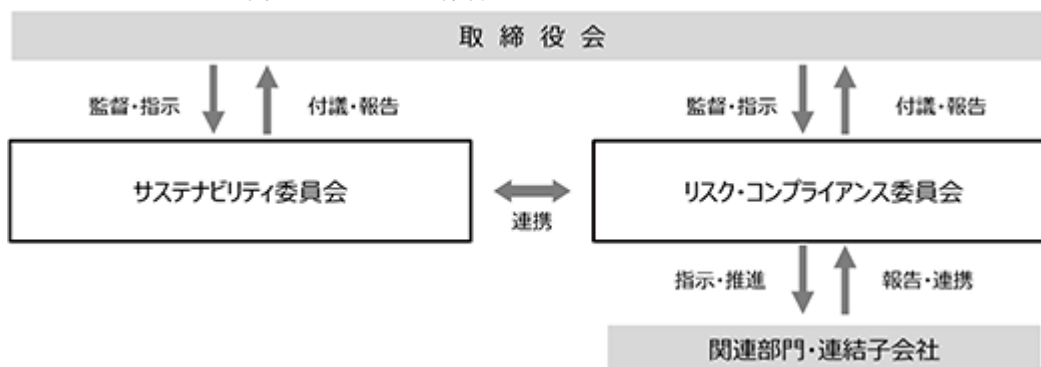 取締役会
監督・指示
付議・報告
監督・指示
付議・報告
サステナビリティ委員会
連携
リスク・コンプライアンス委員会
指示・推進
報告・連携
関連部門・連結子会社